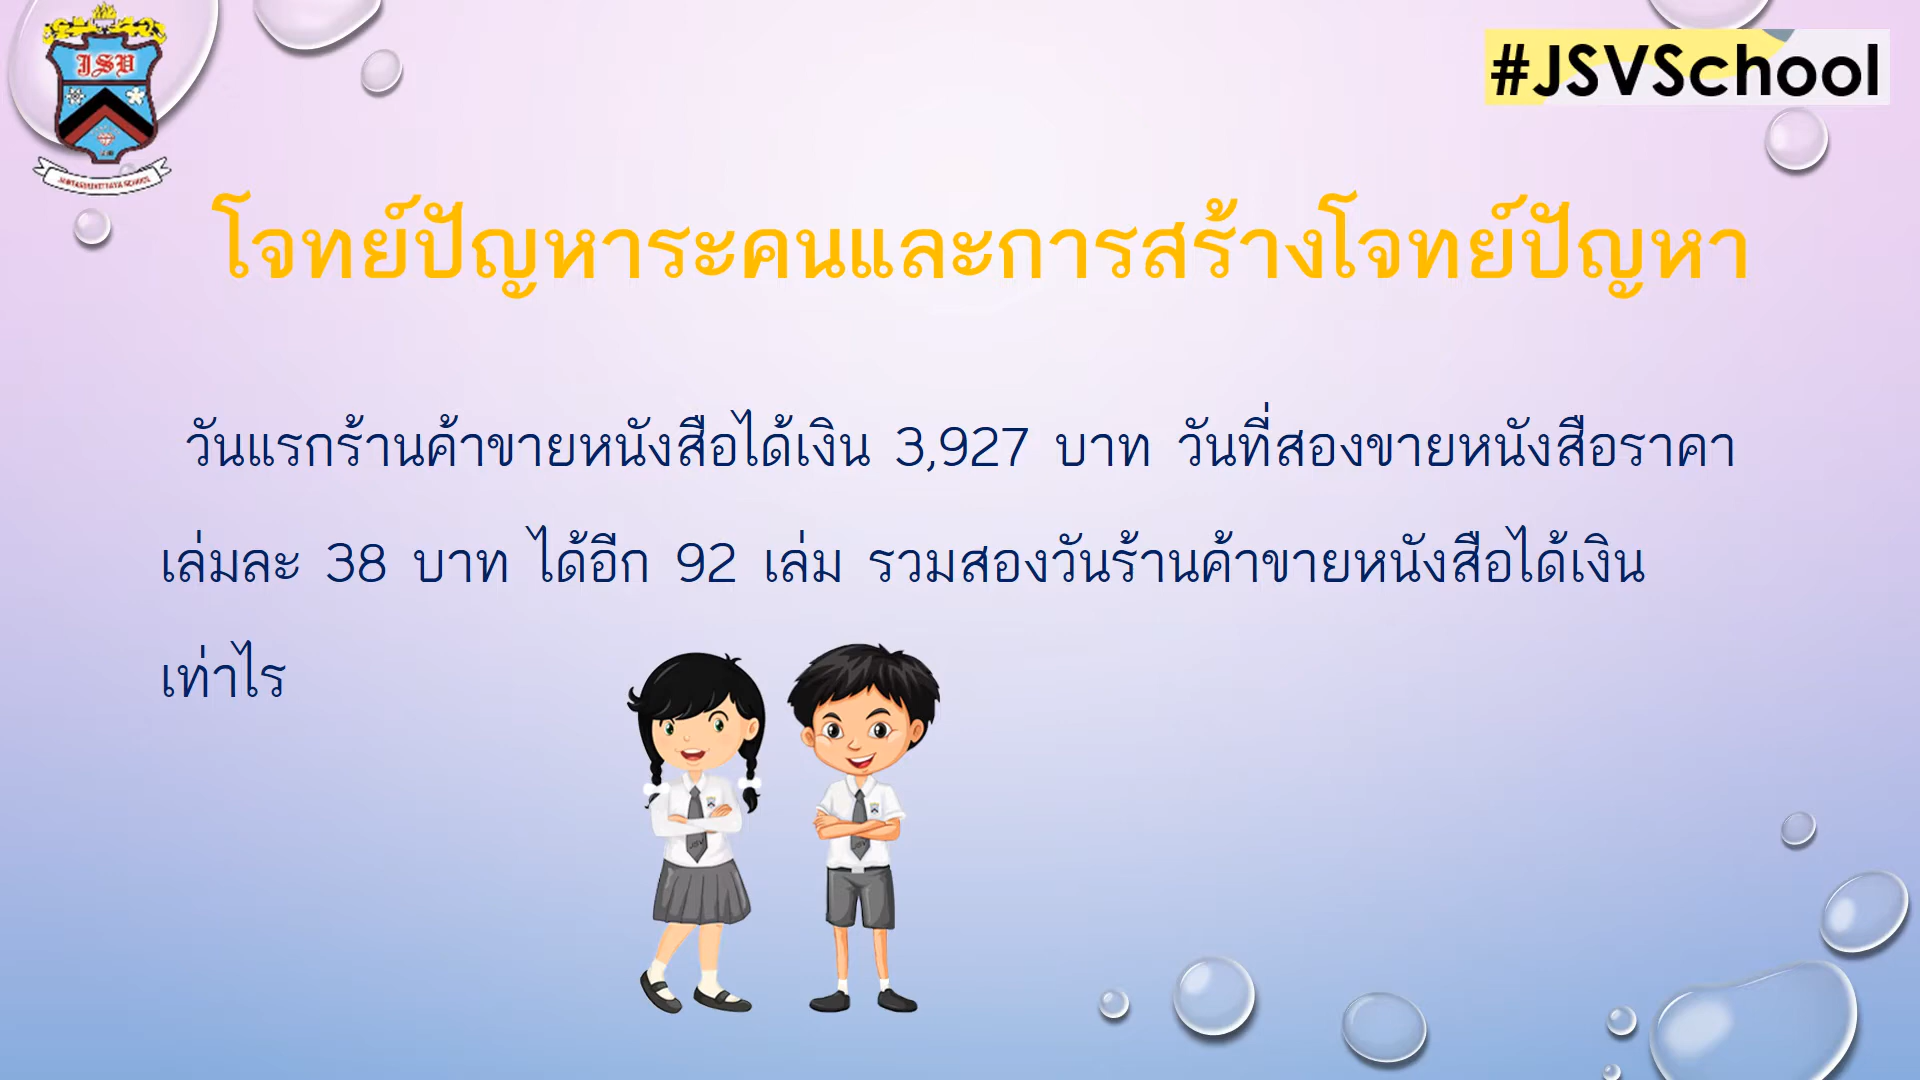 JSV
JINTASUKVITTAYA SCHOOL
#JSVSchool
โจทย์ปัญหาระคนและการสร้างโจทย์ปัญหา
วันแรกร้านค้าขายหนังสือได้เงิน 3,927 บาท วันที่สองขายหนังสือราคา
เล่มละ 38 บาท ได้อีก 92 เล่ม รวมสองวันร้านค้าขายหนังสือได้เงิน
เท่าไร